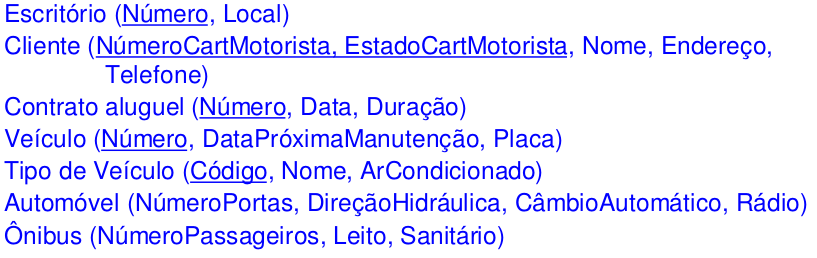 Escritório (Número, Local)
Cliente (NúmeroCartMotorista, EstadoCartMotorista, Nome, Endereço,
Telefone)
Contrato aluguel (Número, Data, Duração)
Veículo (Número, DataPróximaManutenção, Placa)
Tipo de Veículo (Código, Nome, ArCondicionado)
Automóvel (NúmeroPortas, DireçãoHidráulica, CâmbioAutomático, Rádio)
Ônibus (NúmeroPassageiros, Leito, Sanitário)